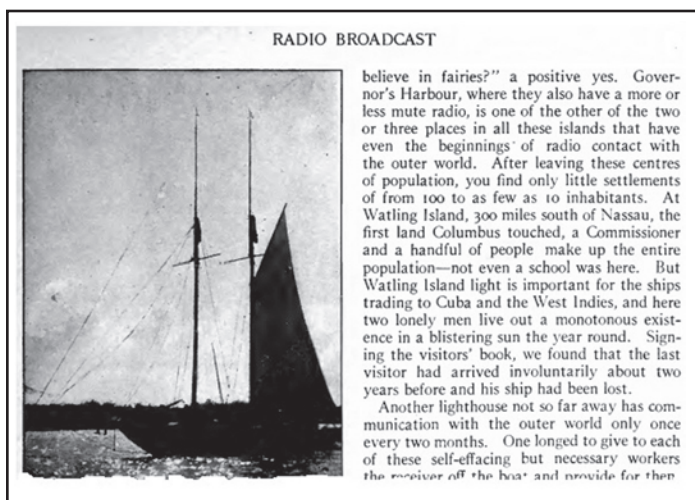 RADIO BROADCAST
believe in fairies?" a positive yes. Gover-
nor's Harbour, where they also have a more or
less mute radio, is one of the other of the two
or three places in all these islands that have
even the beginnings of radio contact with
the outer world. After leaving these centres
of population, you find only little settlements
of from 100 to as few as 10 inhabitants. At
Watling Island, 300 miles south of Nassau, the
first land Columbus touched, a Commissioner
and a handful of people make up the entire
population—not even a school was here. But
Watling Island light is important for the ships
trading to Cuba and the West Indies, and here
two lonely men live out a monotonous exist-
ence in a blistering sun the year round. Sign-
ing the visitors' book, we found that the last
visitor had arrived involuntarily about two
years before and his ship had been lost.
Another lighthouse not so far away has com-
munication with the outer world only once
every two months. One longed to give to each
of these self-effacing but necessary workers
the receiver off the boat and provide for